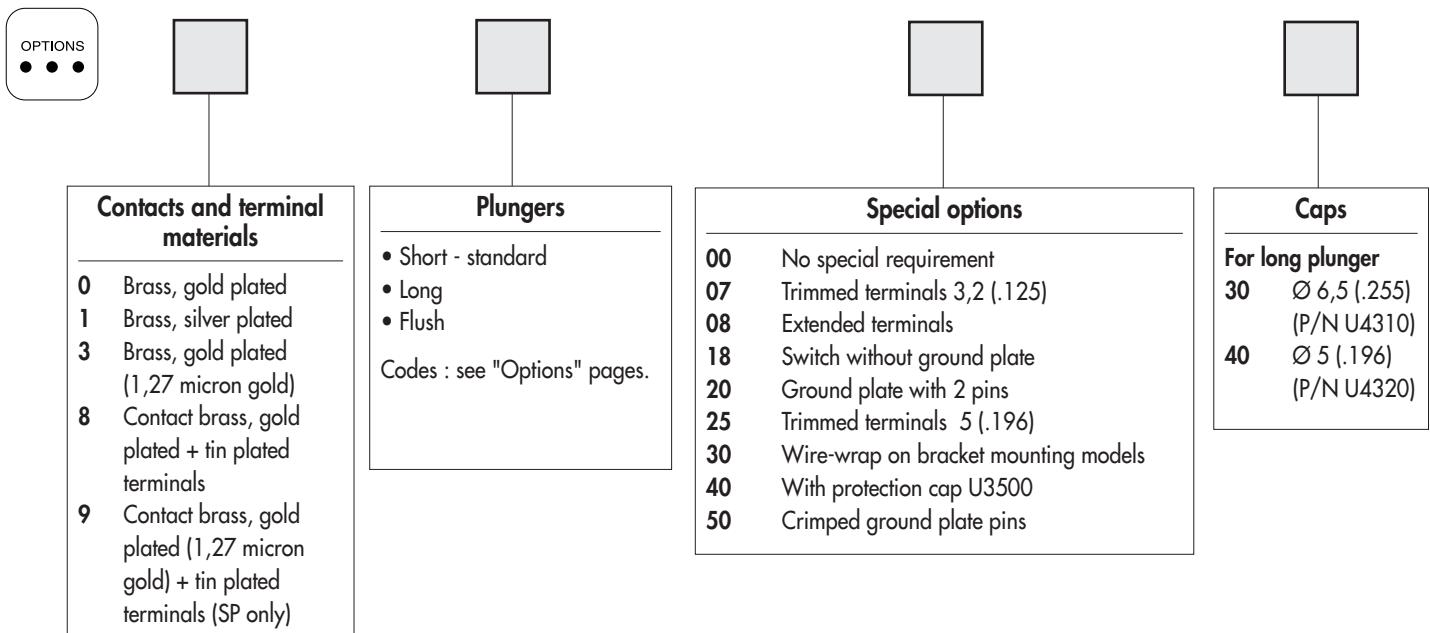 OPTIONS
Contacts and terminal
materials
0 Brass, gold plated
1 Brass, silver plated
3 Brass, gold plated
(1,27 micron gold)
8 Contact brass, gold
plated + tin plated
terminals
9 Contact brass, gold
plated (1,27 micron
gold) + tin plated
terminals (SP only)
Plungers
• Short - standard
• Long
• Flush
Codes : see "Options" pages.
Special options
00 No special requirement
07 Trimmed terminals 3,2 (.125)
08 Extended terminals
18 Switch without ground plate
20 Ground plate with 2 pins
25 Trimmed terminals 5 (.196)
30 Wire-wrap on bracket mounting models
40 With protection cap U3500
50 Crimped ground plate pins
Caps
For long plunger
30 Ø 6,5 (.255)
(P/N U4310)
40 Ø 5 (.196)
(P/N U4320)